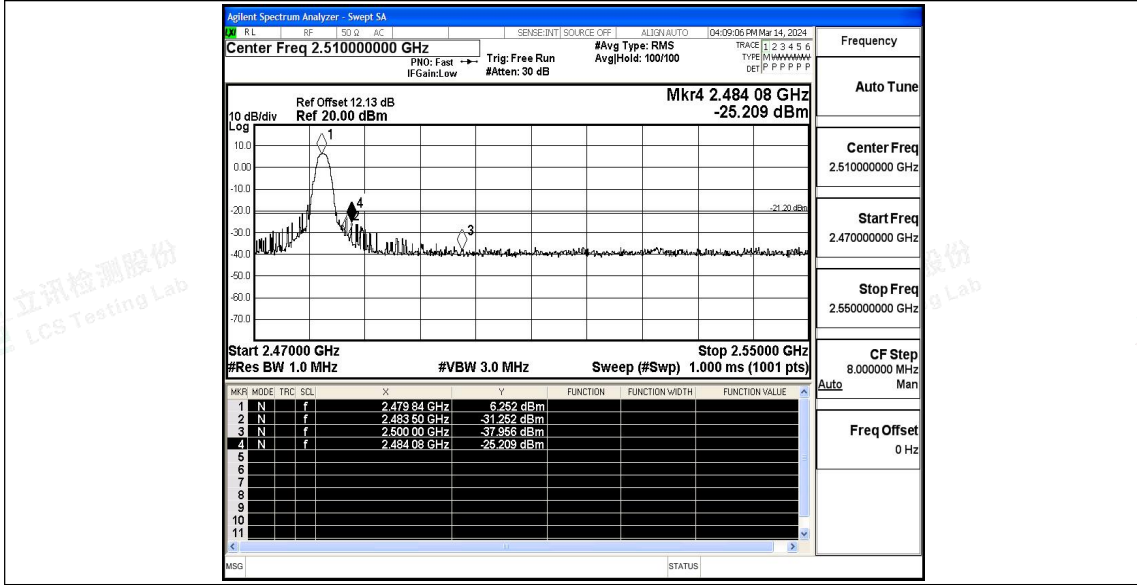 Agilent Spectrum Analyzer - Swept SA
RL RF 50 Ω AC SENSE:INT SOURCE OFF ALIGNAUTO 04:09:06 PM Mar 14, 2024
Center Freq 2.510000000 GHz #Avg Type: RMS TRACE 1 2 3 4 5 6
PNO: Fast Trig: Free Run Avg|Hold: 100/100 TYPE MWWWWW
IFGain:Low #Atten: 30 dB DET P P P P P P
Mkr4 2.484 08 GHz
-25.209 dBm
Ref Offset 12.13 dB
10 dB/div Ref 20.00 dBm
Log
10.0
0.00
-10.0
-20.0
-30.0
-40.0
-50.0
-60.0
-70.0
1
4
2
3
-21.20 dBm
Start 2.47000 GHz Stop 2.55000 GHz
#Res BW 1.0 MHz #VBW 3.0 MHz Sweep (#Swp) 1.000 ms (1001 pts)
MKR MODE TRC SCL X Y FUNCTION FUNCTION WIDTH FUNCTION VALUE
1 N f 2.479 84 GHz 6.252 dBm
2 N f 2.483 50 GHz -31.252 dBm
3 N f 2.500 00 GHz -37.956 dBm
4 N f 2.484 08 GHz -25.209 dBm
5
6
7
8
9
10
11
MSG STATUS
Frequency
Auto Tune
Center Freq
2.510000000 GHz
Start Freq
2.470000000 GHz
Stop Freq
2.550000000 GHz
CF Step
8.000000 MHz
Auto Man
Freq Offset
0 Hz
立讯检测股份
LCS Testing Lab
股份
g Lab